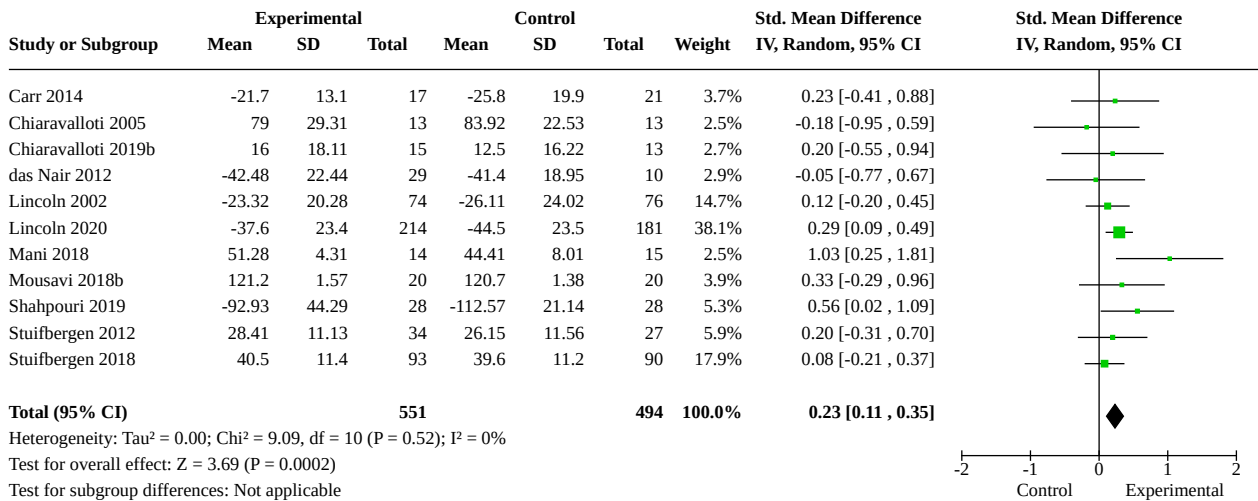 Experimental Control Std. Mean Difference Std. Mean Difference
Study or Subgroup Mean SD Total Mean SD Total Weight IV, Random, 95% CI IV, Random, 95% CI
Carr 2014 -21.7 13.1 17 -25.8 19.9 21 3.7% 0.23 [-0.41 , 0.88]
Chiaravalloti 2005 79 29.31 13 83.92 22.53 13 2.5% -0.18 [-0.95 , 0.59]
Chiaravalloti 2019b 16 18.11 15 12.5 16.22 13 2.7% 0.20 [-0.55 , 0.94]
das Nair 2012 -42.48 22.44 29 -41.4 18.95 10 2.9% -0.05 [-0.77 , 0.67]
Lincoln 2002 -23.32 20.28 74 -26.11 24.02 76 14.7% 0.12 [-0.20 , 0.45]
Lincoln 2020 -37.6 23.4 214 -44.5 23.5 181 38.1% 0.29 [0.09 , 0.49]
Mani 2018 51.28 4.31 14 44.41 8.01 15 2.5% 1.03 [0.25 , 1.81]
Mousavi 2018b 121.2 1.57 20 120.7 1.38 20 3.9% 0.33 [-0.29 , 0.96]
Shahpouri 2019 -92.93 44.29 28 -112.57 21.14 28 5.3% 0.56 [0.02 , 1.09]
Stuifbergen 2012 28.41 11.13 34 26.15 11.56 27 5.9% 0.20 [-0.31 , 0.70]
Stuifbergen 2018 40.5 11.4 93 39.6 11.2 90 17.9% 0.08 [-0.21 , 0.37]
Total (95% CI) 551 494 100.0% 0.23 [0.11 , 0.35]
Heterogeneity: Tau² = 0.00; Chi² = 9.09, df = 10 (P = 0.52); I² = 0%
Test for overall effect: Z = 3.69 (P = 0.0002)
-2 -1 0 1 2
Test for subgroup differences: Not applicable Control Experimental